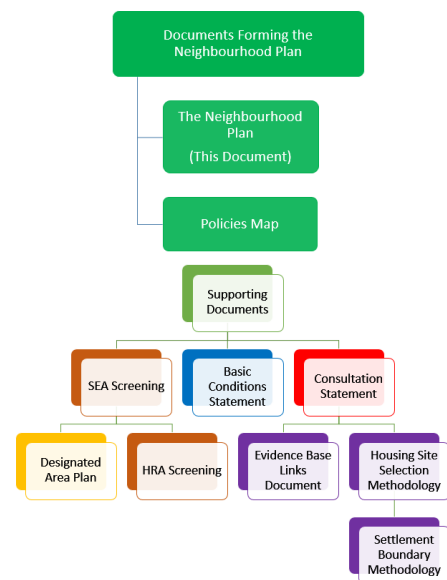 Documents Forming the
Neighbourhood Plan
The Neighbourhood
Plan
(This Document)
Policies Map
Supporting
Documents
SEA Screening
Basic
Conditions
Statement
Consultation
Statement
Designated
Area Plan
HRA Screening
Evidence Base
Links
Document
Housing Site
Selection
Methodology
Settlement
Boundary
Methodology